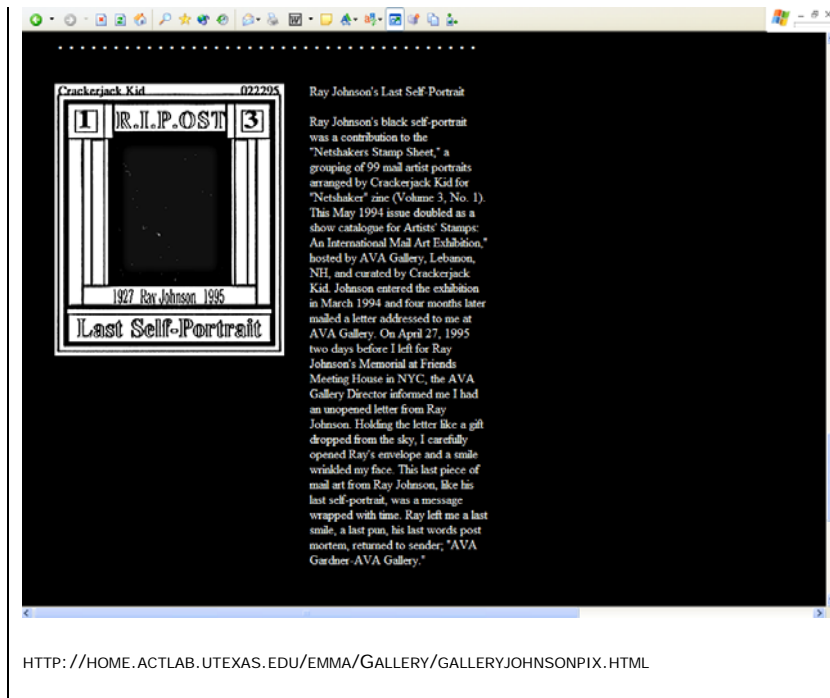 Crackerjack Kid 022295
1 R.I.P.OST 3
1927 Ray Johnson 1995
Last Self-Portrait
Ray Johnson's Last Self-Portrait
Ray Johnson's black self-portrait
was a contribution to the
"Netshakers Stamp Sheet," a
grouping of 99 mail artist portraits
arranged by Crackerjack Kid for
"Netshaker" zine (Volume 3, No. 1).
This May 1994 issue doubled as a
show catalogue for Artists' Stamps:
An International Mail Art Exhibition,"
hosted by AVA Gallery, Lebanon,
NH, and curated by Crackerjack
Kid. Johnson entered the exhibition
in March 1994 and four months later
mailed a letter addressed to me at
AVA Gallery. On April 27, 1995
two days before I left for Ray
Johnson's Memorial at Friends
Meeting House in NYC, the AVA
Gallery Director informed me I had
an unopened letter from Ray
Johnson. Holding the letter like a gift
dropped from the sky, I carefully
opened Ray's envelope and a smile
wrinkled my face. This last piece of
mail art from Ray Johnson, like his
last self-portrait, was a message
wrapped with time. Ray left me a last
smile, a last pun, his last words post
mortem, returned to sender; "AVA
Gardner-AVA Gallery."
HTTP://HOME.ACTLAB.UTEXAS.EDU/EMMA/GALLERY/GALLERYJOHNSONPIX.HTML